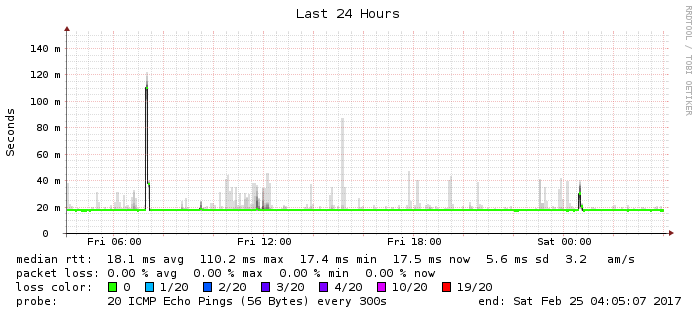 Last 24 Hours
RRDTOOL / TOBI OETIKER
Seconds
140 m
120 m
100 m
80 m
60 m
40 m
20 m
0
Fri 06:00 Fri 12:00 Fri 18:00 Sat 00:00
median rtt: 18.1 ms avg 110.2 ms max 17.4 ms min 17.5 ms now 5.6 ms sd 3.2 am/s
packet loss: 0.00 % avg 0.00 % max 0.00 % min 0.00 % now
loss color: 0 1/20 2/20 3/20 4/20 10/20 19/20
probe: 20 ICMP Echo Pings (56 Bytes) every 300s end: Sat Feb 25 04:05:07 2017